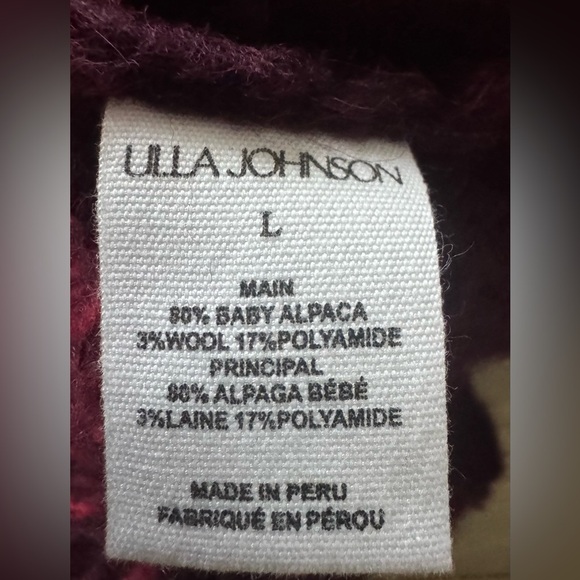 ULLA JOHNSON
L
MAIN
80% BABY ALPACA
3%WOOL 17%POLYAMIDE
PRINCIPAL
80% ALPAGA BÉBÉ
3%LAINE 17%POLYAMIDE
MADE IN PERU
FABRIQUÉ EN PÉROU